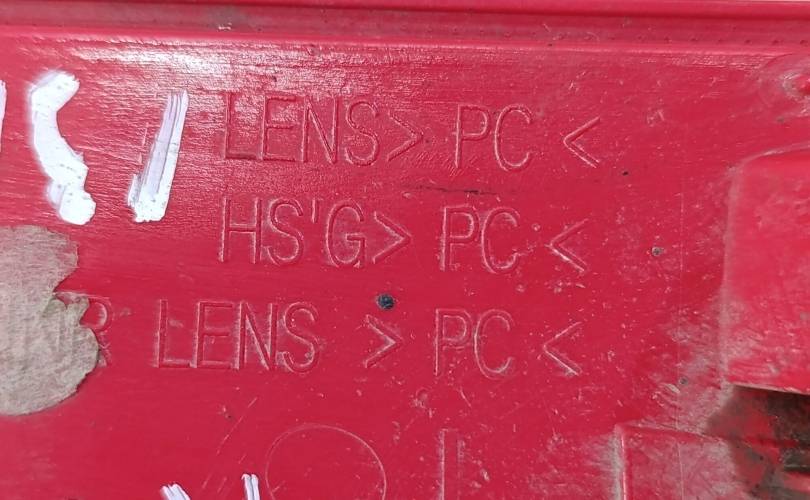 LENS> PC <
HS'G> PC <
LENS > PC <